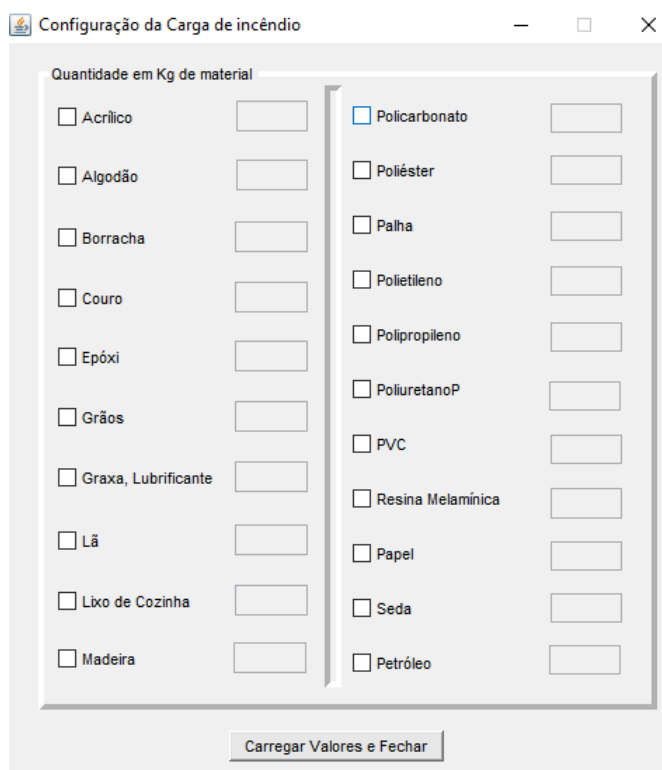 Configuração da Carga de incêndio
Quantidade em Kg de material
Acrílico
Algodão
Borracha
Couro
Epóxi
Grãos
Graxa, Lubrificante
Lã
Lixo de Cozinha
Madeira
Policarbonato
Poliéster
Palha
Polietileno
Polipropileno
PoliuretanoP
PVC
Resina Melamínica
Papel
Seda
Petróleo
Carregar Valores e Fechar